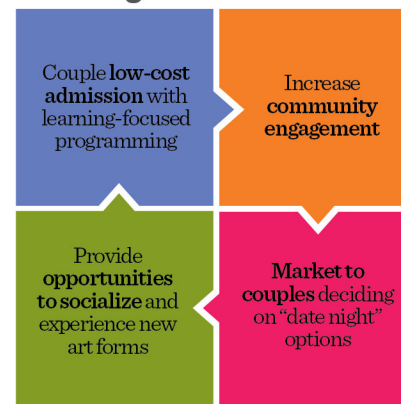 Couple low-cost
admission with
learning-focused
programming
Increase
community
engagement
Provide
opportunities
to socialize and
experience new
art forms
Market to
couples deciding
on “date night”
options